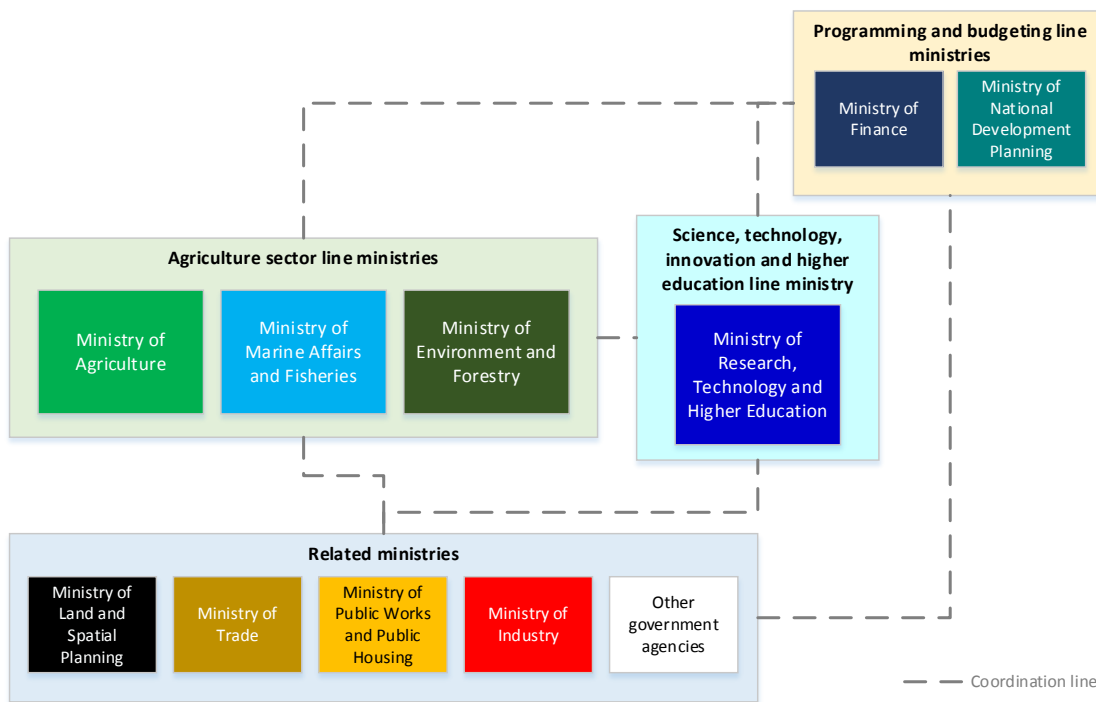 Programming and budgeting line
ministries
Ministry of
Finance
Ministry of
National
Development
Planning
Agriculture sector line ministries
Ministry of
Agriculture
Ministry of
Marine Affairs
and Fisheries
Ministry of
Environment and
Forestry
Science, technology,
innovation and higher
education line ministry
Ministry of
Research,
Technology and
Higher Education
Related ministries
Ministry of
Land and
Spatial
Planning
Ministry of
Trade
Ministry of
Public Works
and Public
Housing
Ministry of
Industry
Other
government
agencies
Coordination line